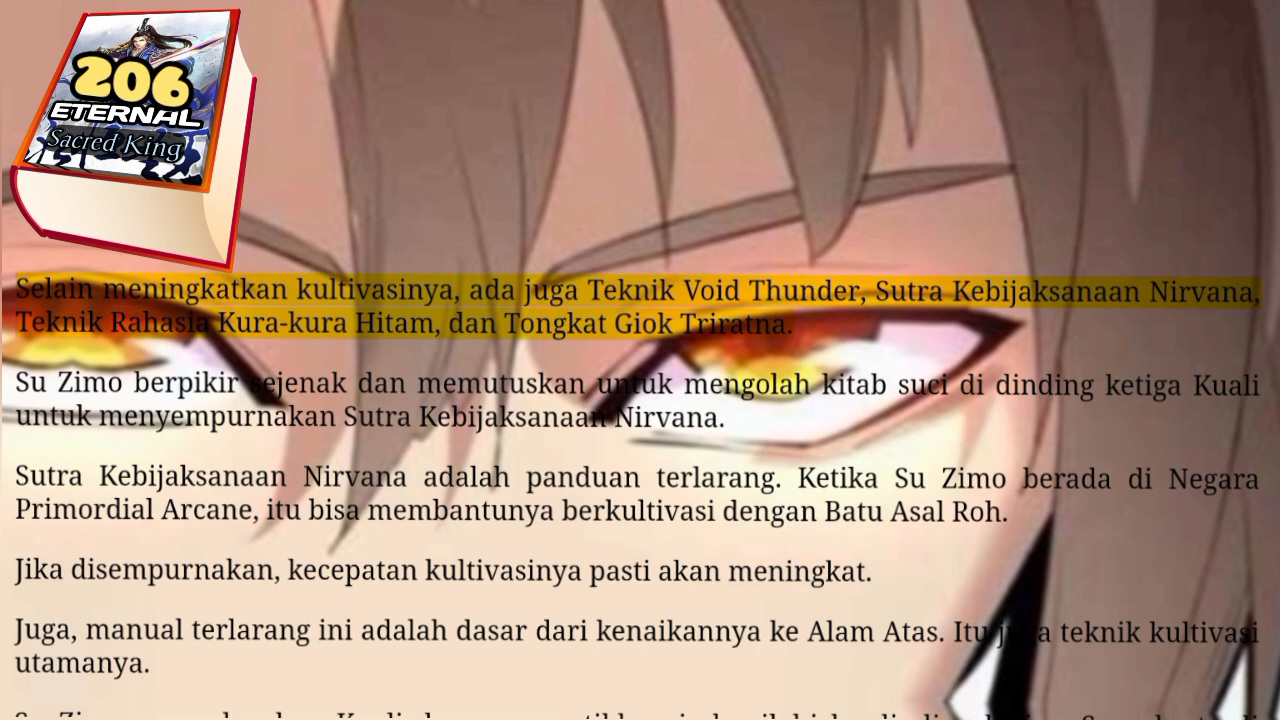 206
ETERNAL
Sacred King
Selain meningkatkan kultivasinya, ada juga Teknik Void Thunder, Sutra Kebijaksanaan Nirvana,
Teknik Rahasia Kura-kura Hitam, dan Tongkat Giok Triratna.
Su Zimo berpikir sejenak dan memutuskan untuk mengolah kitab suci di dinding ketiga Kuali
untuk menyempurnakan Sutra Kebijaksanaan Nirvana.
Sutra Kebijaksanaan Nirvana adalah panduan terlarang. Ketika Su Zimo berada di Negara
Primordial Arcane, itu bisa membantunya berkultivasi dengan Batu Asal Roh.
Jika disempurnakan, kecepatan kultivasinya pasti akan meningkat.
Juga, manual terlarang ini adalah dasar dari kenaikannya ke Alam Atas. Itu juga teknik kultivasi
utamanya.